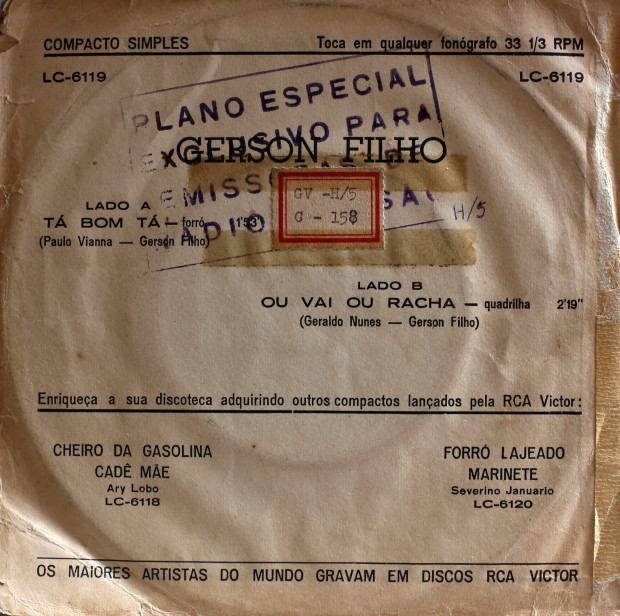 COMPACTO SIMPLES Toca em qualquer fonógrafo 33 1/3 RPM
LC-6119 LC-6119
PLANO ESPECIAL
EXCLUSIVO PARA
GERSON FILHO
GV -H/5
G - 158
H/5
LADO A
TÁ BOM TÁ — forró 1'53"
(Paulo Vianna — Gerson Filho)
LADO B
OU VAI OU RACHA — quadrilha 2'19"
(Geraldo Nunes — Gerson Filho)
Enriqueça a sua discoteca adquirindo outros compactos lançados pela RCA Victor:
CHEIRO DA GASOLINA
CADÊ MÃE
Ary Lobo
LC-6118
FORRÓ LAJEADO
MARINETE
Severino Januario
LC-6120
OS MAIORES ARTISTAS DO MUNDO GRAVAM EM DISCOS RCA VICTOR